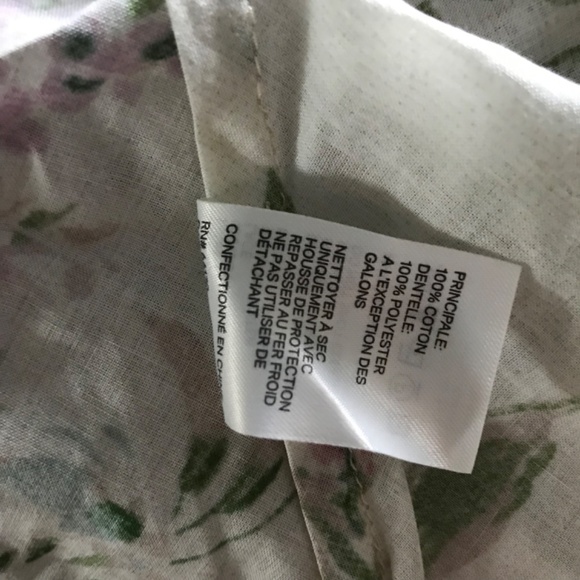 PRINCIPALE:
100% COTON
DENTELLE:
100% POLYESTER
A L'EXCEPTION DES
GALONS
NETTOYER À SEC
UNIQUEMENT AVEC
HOUSSE DE PROTECTION
REPASSER AU FER FROID
NE PAS UTILISER DE
DÉTACHANT
CONFECTIONNÉ EN
RN#